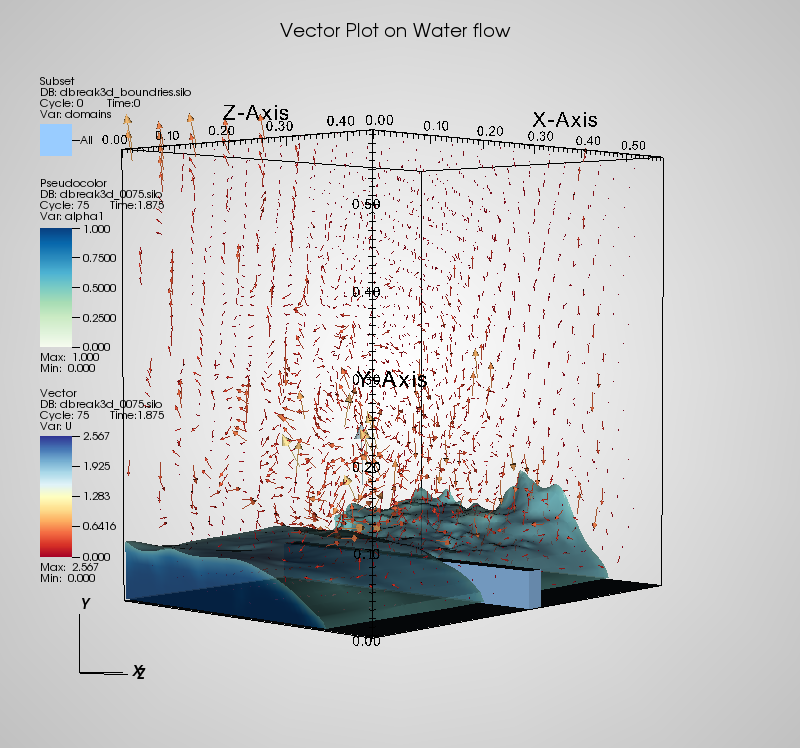 Vector Plot on Water flow
Subset
DB: dbreak3d_boundries.silo
Cycle: 0 Time:0
Var: domains
All
Pseudocolor
DB: dbreak3d_0075.silo
Cycle: 75 Time:1.875
Var: alpha1
1.000
0.7500
0.5000
0.2500
0.000
Max: 1.000
Min: 0.000
Vector
DB: dbreak3d_0075.silo
Cycle: 75 Time:1.875
Var: U
2.567
1.925
1.283
0.6416
0.000
Max: 2.567
Min: 0.000
Z-Axis
0.00 0.10 0.20 0.30 0.40
X-Axis
0.00 0.10 0.20 0.30 0.40 0.50
0.50
0.40
Y-Axis
0.20
0.10
0.00
Y
X
Z